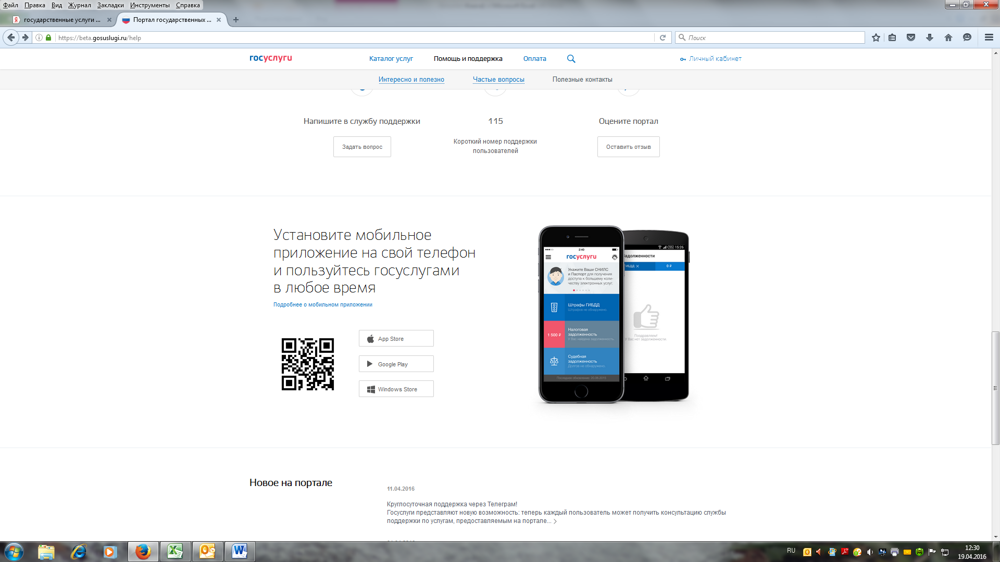 Файл Правка Вид Журнал Закладки Инструменты Справка
государственные услуги ...
Портал государственных ...
https://beta.gosuslugi.ru/help
Поиск
госуслуги
Каталог услуг
Помощь и поддержка
Оплата
Личный кабинет
Интересно и полезно
Частые вопросы
Полезные контакты
Напишите в службу поддержки
Задать вопрос
115
Короткий номер поддержки
пользователей
Оцените портал
Оставить отзыв
Установите мобильное
приложение на свой телефон
и пользуйтесь госуслугами
в любое время
Подробнее о мобильном приложении
App Store
Google Play
Windows Store
2:40
госуслуги
Укажите Ваши СНИЛС
и Паспорт для получения
доступа к большему коли-
честву электронных услуг.
Штрафы ГИБДД
Штрафов не обнаружено.
1 500 ₽
Налоговая
задолженность
У Вас найдена задолженность.
Судебная
задолженность
Долгов не обнаружено.
15:26
Задолженности
ГИБДД ✕
0 ₽
Поздравляем!
У Вас нет задолженности.
Новое на портале
11.04.2016
Круглосуточная поддержка через Телеграм!
Госуслуги представляют новую возможность: теперь каждый пользователь может получить консультацию службы
поддержки по услугам, предоставляемым на портале...
RU
12:30
19.04.2016